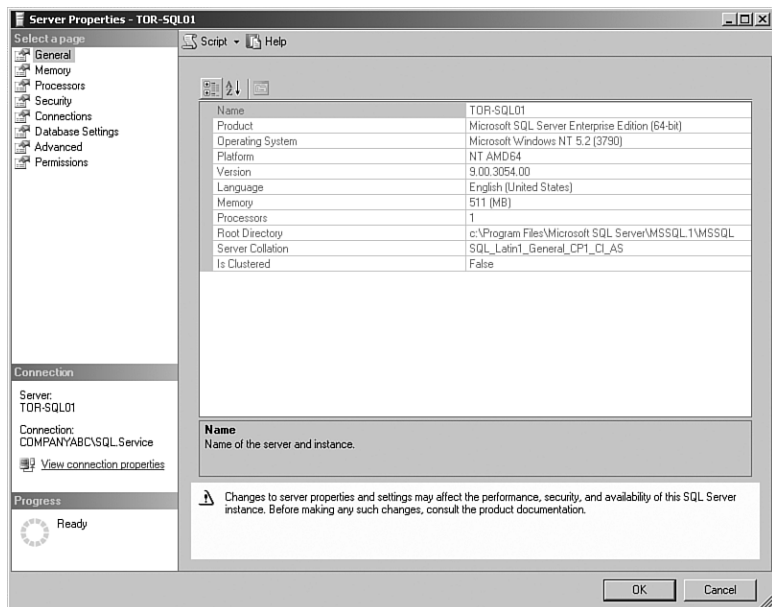 Server Properties - TOR-SQL01
Select a page
General
Memory
Processors
Security
Connections
Database Settings
Advanced
Permissions
Script Help
Name TOR-SQL01
Product Microsoft SQL Server Enterprise Edition (64-bit)
Operating System Microsoft Windows NT 5.2 (3790)
Platform NT AMD64
Version 9.00.3054.00
Language English (United States)
Memory 511 (MB)
Processors 1
Root Directory c:\Program Files\Microsoft SQL Server\MSSQL.1\MSSQL
Server Collation SQL_Latin1_General_CP1_CI_AS
Is Clustered False
Connection
Server:
TOR-SQL01
Connection:
COMPANYABC\SQL.Service
View connection properties
Progress
Ready
Name
Name of the server and instance.
Changes to server properties and settings may affect the performance, security, and availability of this SQL Server
instance. Before making any such changes, consult the product documentation.
OK Cancel